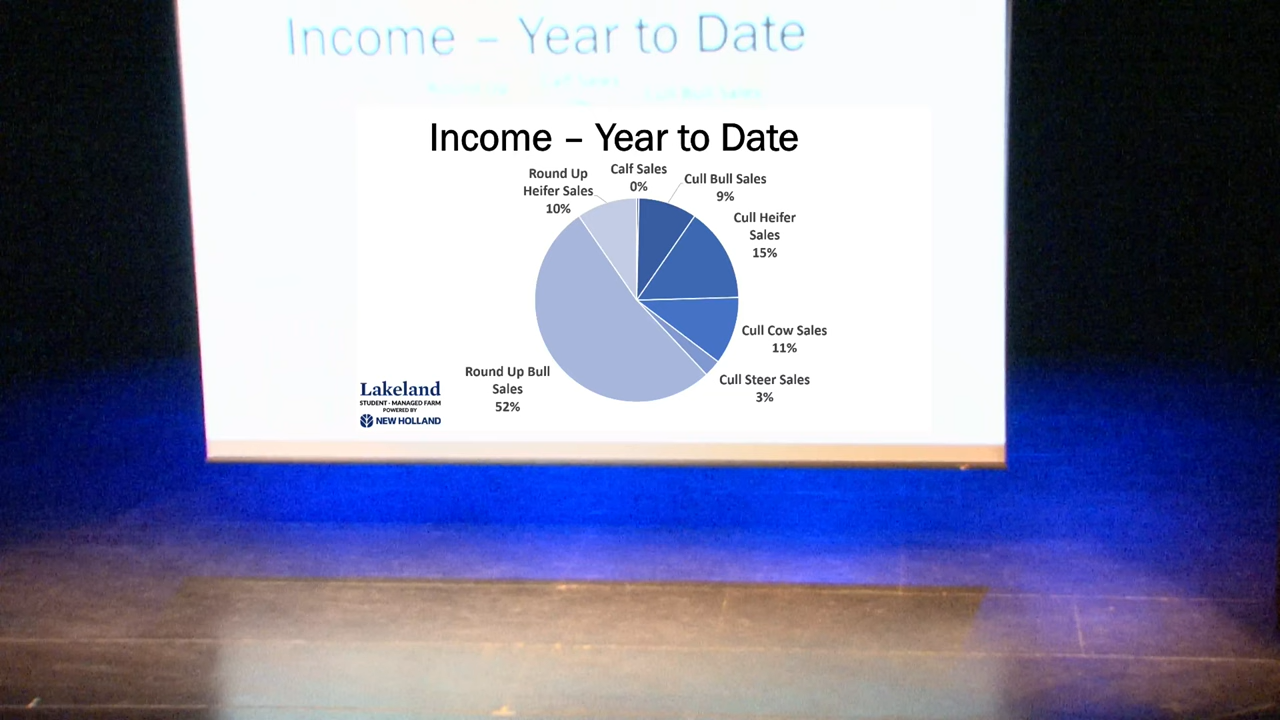 Income – Year to Date
Income – Year to Date
Round Up
Heifer Sales
10%
Calf Sales
0%
Cull Bull Sales
9%
Cull Heifer
Sales
15%
Cull Cow Sales
11%
Cull Steer Sales
3%
Round Up Bull
Sales
52%
Lakeland
STUDENT - MANAGED FARM
POWERED BY
NEW HOLLAND